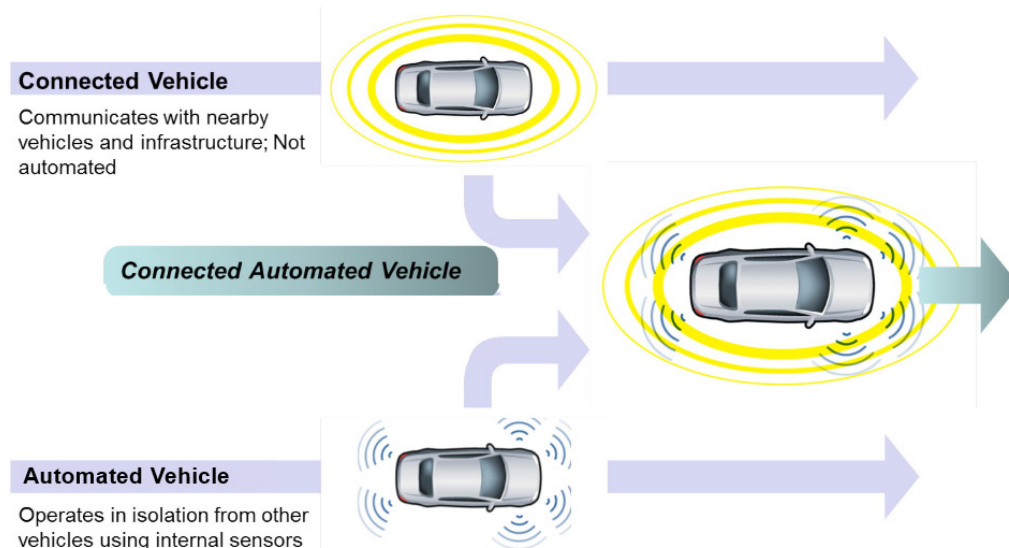 Connected Vehicle
Communicates with nearby
vehicles and infrastructure; Not
automated
Connected Automated Vehicle
Automated Vehicle
Operates in isolation from other
vehicles using internal sensors